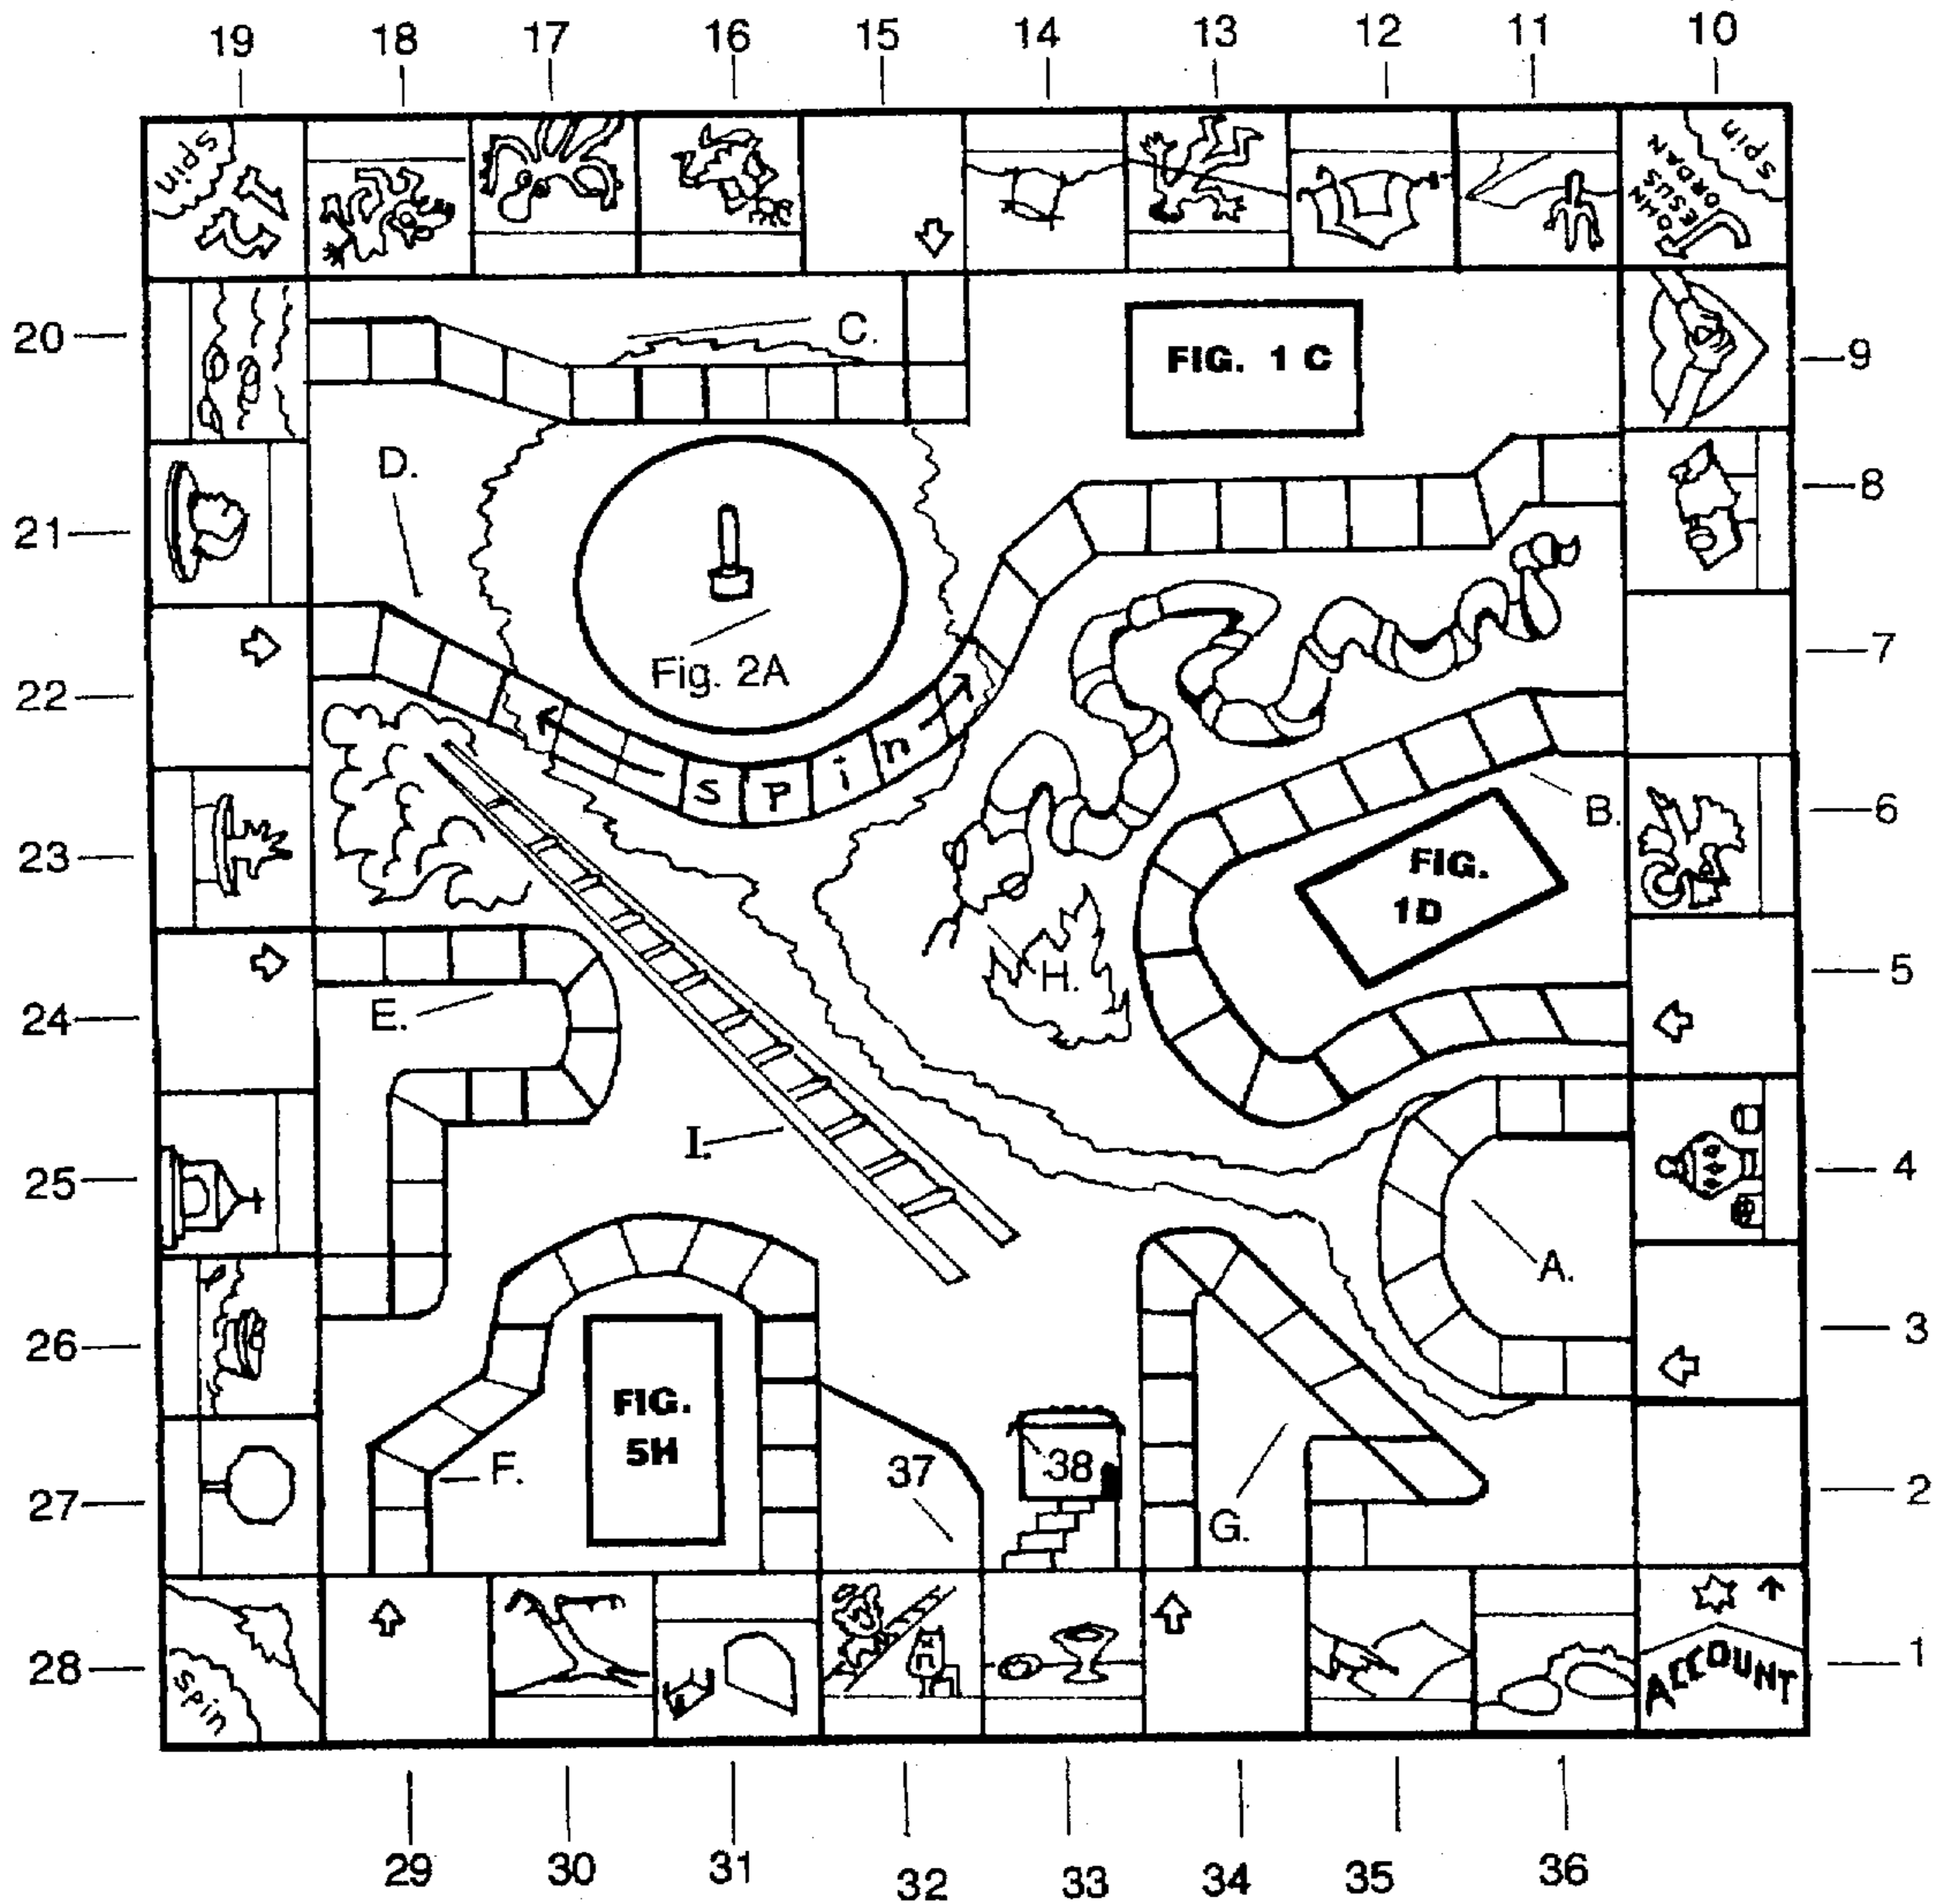 19 18 17 16 15 14 13 12 11 10
spin
spin
JOHN
JESUS
JORDAN
20
C.
FIG. 1 C
9
D.
8
21
Fig. 2A
7
22
spin
B.
6
23
FIG.
1D
5
H.
24
E.
I.
4
25
A.
3
26
FIG.
5H
F.
37
38
G.
2
27
28
spin
ACCOUNT
1
29 30 31 32 33 34 35 36